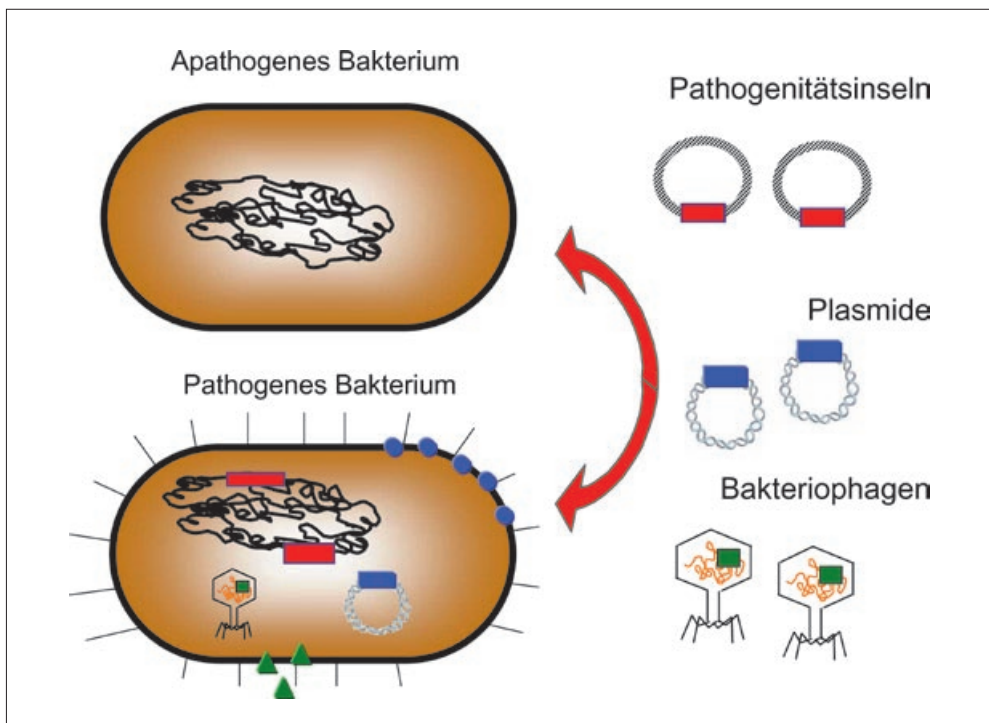 Apathogenes Bakterium
Pathogenitätsinseln
Plasmide
Pathogenes Bakterium
Bakteriophagen